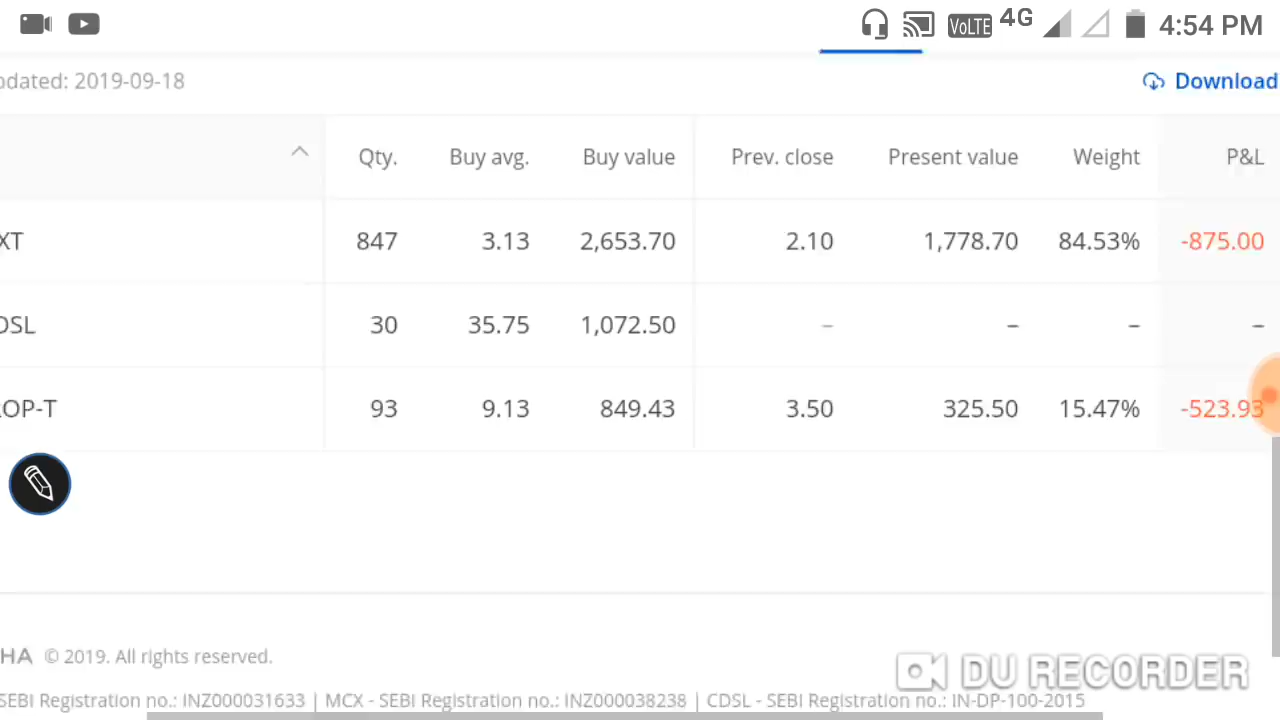 VoLTE 4G 4:54 PM
pdated: 2019-09-18 Download
Qty. Buy avg. Buy value Prev. close Present value Weight P&L
XT 847 3.13 2,653.70 2.10 1,778.70 84.53% -875.00
DSL 30 35.75 1,072.50 – – – –
ROP-T 93 9.13 849.43 3.50 325.50 15.47% -523.93
HA © 2019. All rights reserved.
DU RECORDER
SEBI Registration no.: INZ000031633 | MCX - SEBI Registration no.: INZ000038238 | CDSL - SEBI Registration no.: IN-DP-100-2015